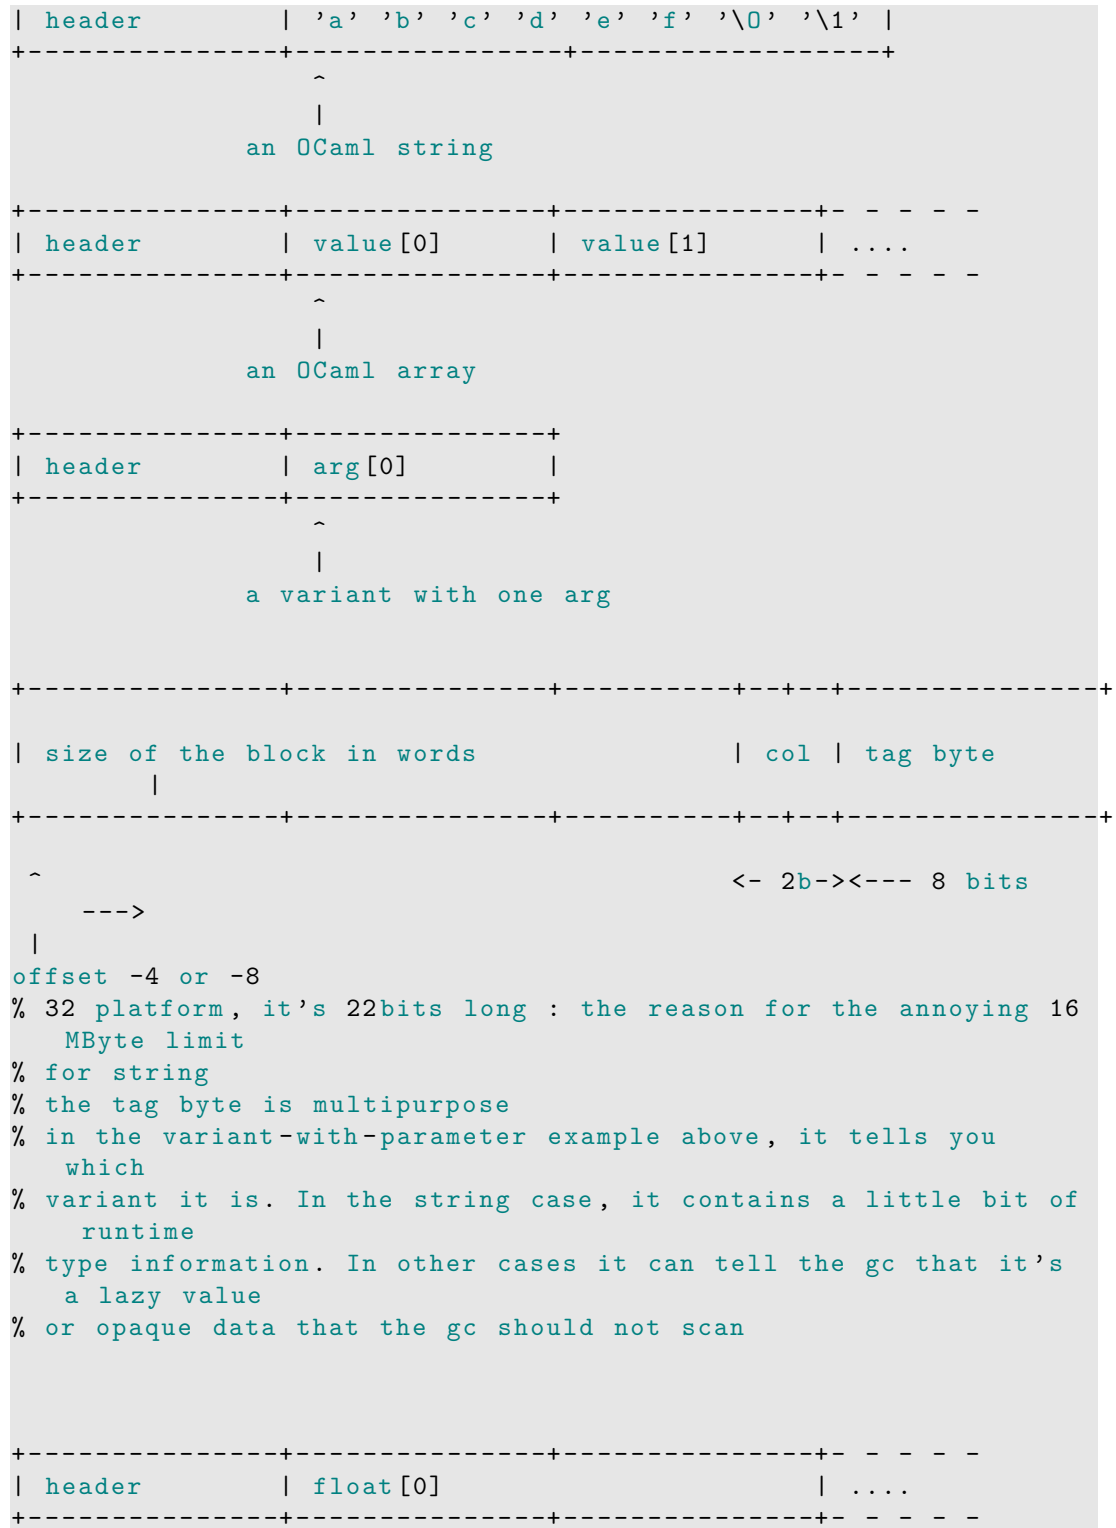 | header        | 'a' 'b' 'c' 'd' 'e' 'f' '\0' '\1' |
+---------------+----------------+------------------+
                  ^
                  |
              an OCaml string

+---------------+---------------+---------------+- - - - -
| header        | value[0]      | value[1]      | ....
+---------------+---------------+---------------+- - - - -
                  ^
                  |
              an OCaml array

+---------------+---------------+
| header        | arg[0]        |
+---------------+---------------+
                  ^
                  |
              a variant with one arg


+---------------+---------------+----------+--+--+---------------+

| size of the block in words               | col | tag byte
        |
+---------------+---------------+----------+--+--+---------------+

 ^                                         <- 2b-><--- 8 bits
    --->
 |
offset -4 or -8
% 32 platform, it's 22bits long : the reason for the annoying 16
   MByte limit
% for string
% the tag byte is multipurpose
% in the variant-with-parameter example above, it tells you
   which
% variant it is. In the string case, it contains a little bit of
    runtime
% type information. In other cases it can tell the gc that it's
   a lazy value
% or opaque data that the gc should not scan



+---------------+---------------+---------------+- - - - -
| header        | float[0]                      | ....
+---------------+---------------+---------------+- - - - -